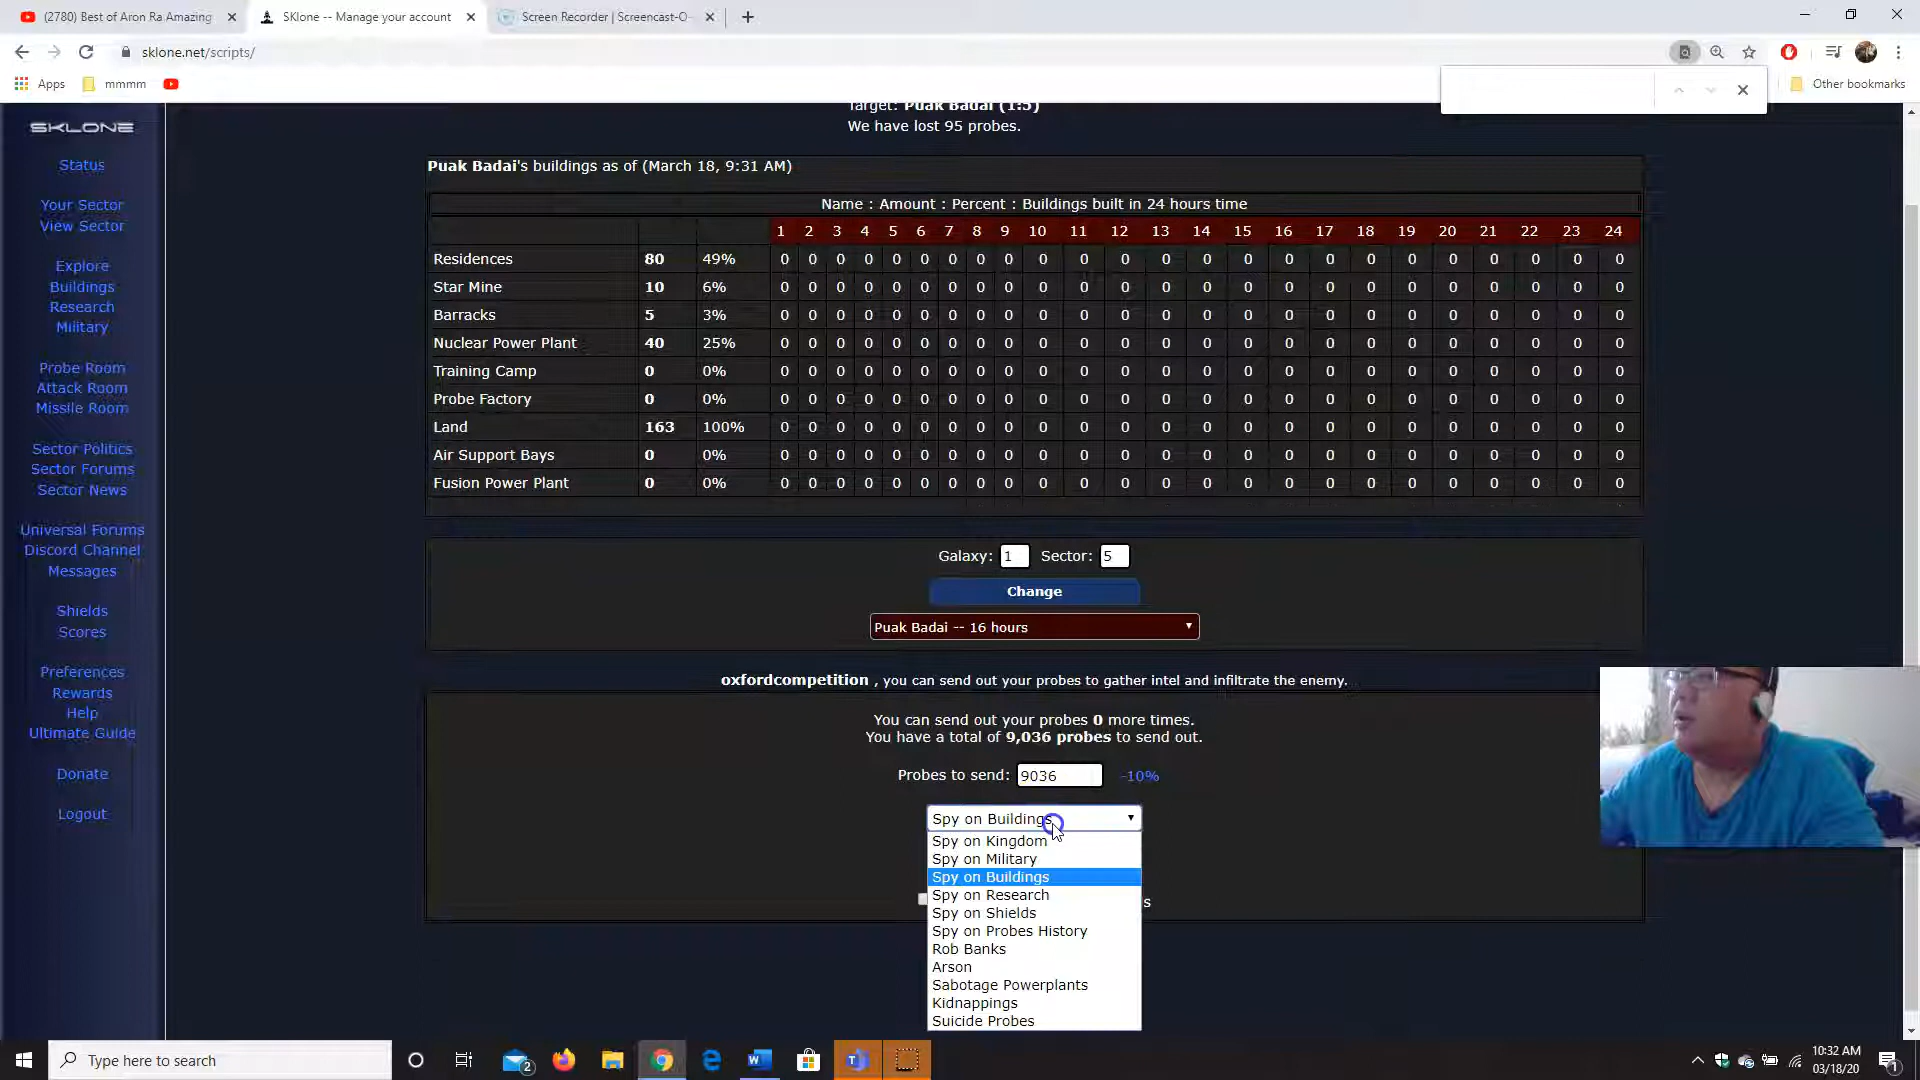 (2780) Best of Aron Ra Amazing
SKlone -- Manage your account
Screen Recorder | Screencast-O-
sklone.net/scripts/
Apps
mmmm
Other bookmarks
SKLONE
Status
Your Sector
View Sector
Explore
Buildings
Research
Military
Probe Room
Attack Room
Missile Room
Sector Politics
Sector Forums
Sector News
Universal Forums
Discord Channel
Messages
Shields
Scores
Preferences
Rewards
Help
Ultimate Guide
Donate
Logout
Target: Puak Badai (1:5)
We have lost 95 probes.
Puak Badai's buildings as of (March 18, 9:31 AM)
Name : Amount : Percent : Buildings built in 24 hours time
1 2 3 4 5 6 7 8 9 10 11 12 13 14 15 16 17 18 19 20 21 22 23 24
Residences 80 49% 0 0 0 0 0 0 0 0 0 0 0 0 0 0 0 0 0 0 0 0 0 0 0 0
Star Mine 10 6% 0 0 0 0 0 0 0 0 0 0 0 0 0 0 0 0 0 0 0 0 0 0 0 0
Barracks 5 3% 0 0 0 0 0 0 0 0 0 0 0 0 0 0 0 0 0 0 0 0 0 0 0 0
Nuclear Power Plant 40 25% 0 0 0 0 0 0 0 0 0 0 0 0 0 0 0 0 0 0 0 0 0 0 0 0
Training Camp 0 0% 0 0 0 0 0 0 0 0 0 0 0 0 0 0 0 0 0 0 0 0 0 0 0 0
Probe Factory 0 0% 0 0 0 0 0 0 0 0 0 0 0 0 0 0 0 0 0 0 0 0 0 0 0 0
Land 163 100% 0 0 0 0 0 0 0 0 0 0 0 0 0 0 0 0 0 0 0 0 0 0 0 0
Air Support Bays 0 0% 0 0 0 0 0 0 0 0 0 0 0 0 0 0 0 0 0 0 0 0 0 0 0 0
Fusion Power Plant 0 0% 0 0 0 0 0 0 0 0 0 0 0 0 0 0 0 0 0 0 0 0 0 0 0 0
Galaxy: 1 Sector: 5
Change
Puak Badai -- 16 hours
oxfordcompetition , you can send out your probes to gather intel and infiltrate the enemy.
You can send out your probes 0 more times.
You have a total of 9,036 probes to send out.
Probes to send: 9036 -10%
Spy on Buildings
Spy on Kingdom
Spy on Military
Spy on Buildings
Spy on Research
s
Spy on Shields
Spy on Probes History
Rob Banks
Arson
Sabotage Powerplants
Kidnappings
Suicide Probes
Type here to search
2
10:32 AM
03/18/20
1